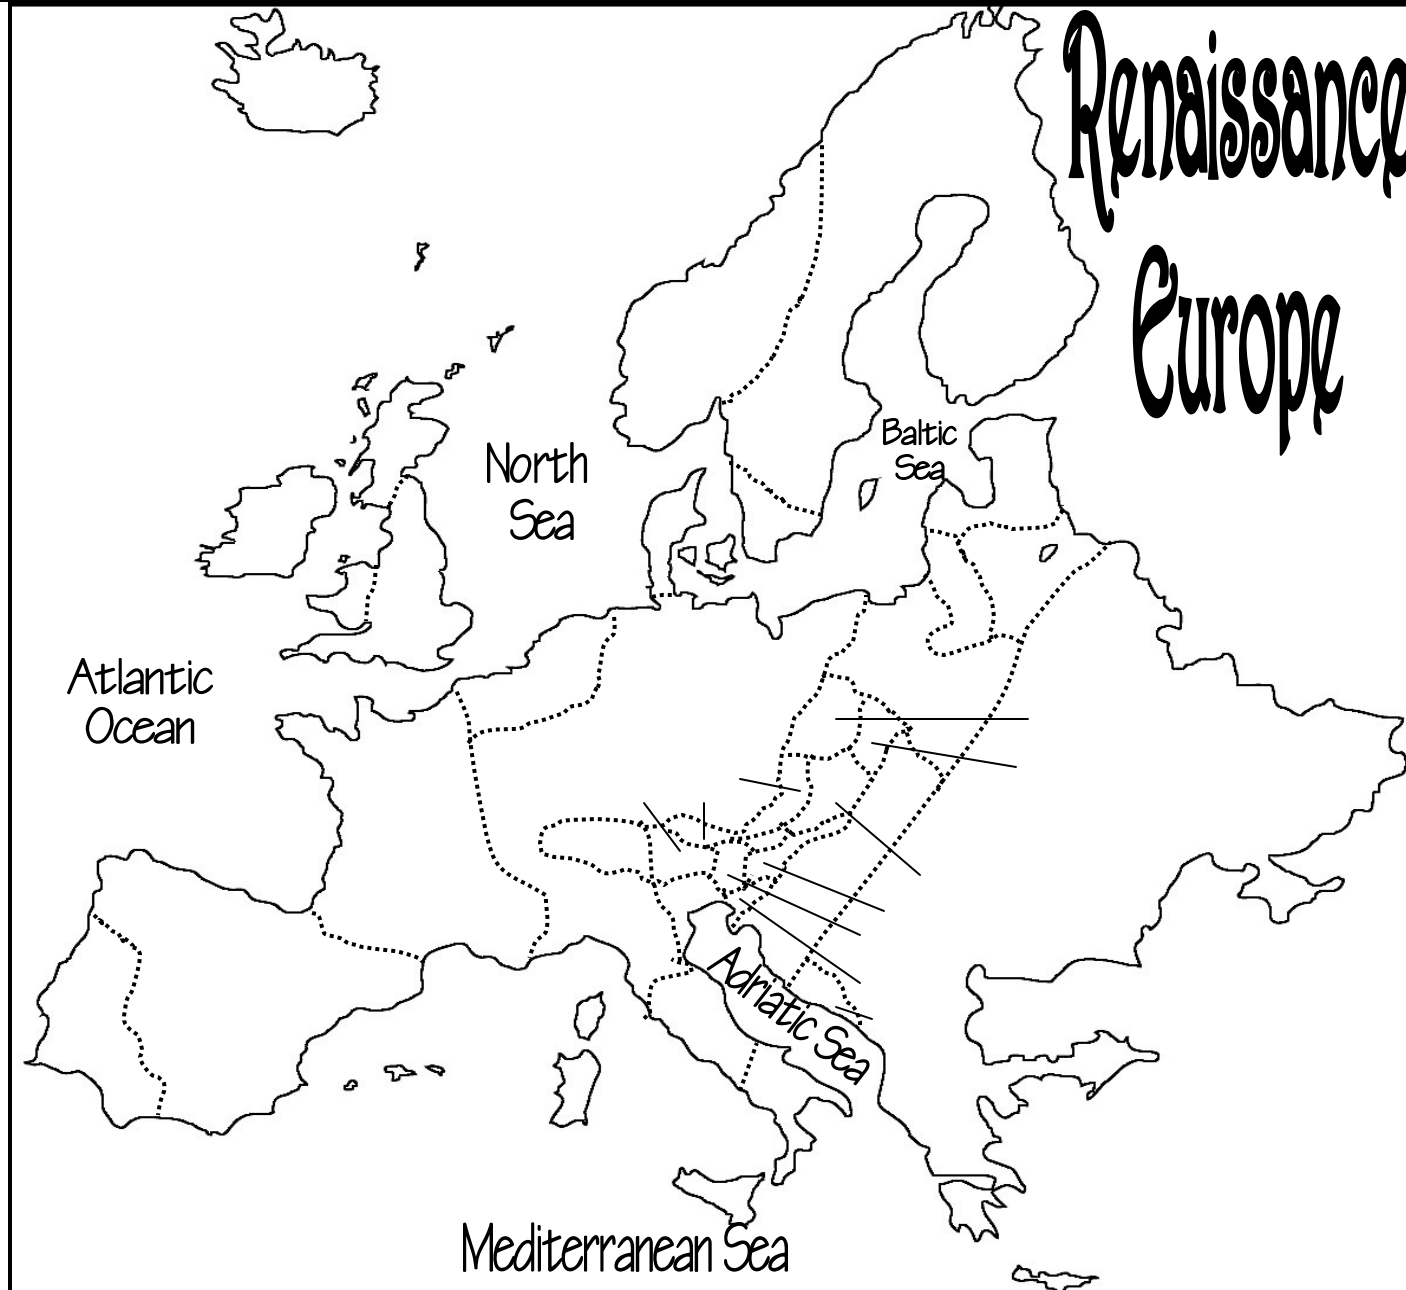 Renaissance
Europe
Baltic
Sea
North
Sea
Atlantic
Ocean
Adriatic Sea
Mediterranean Sea